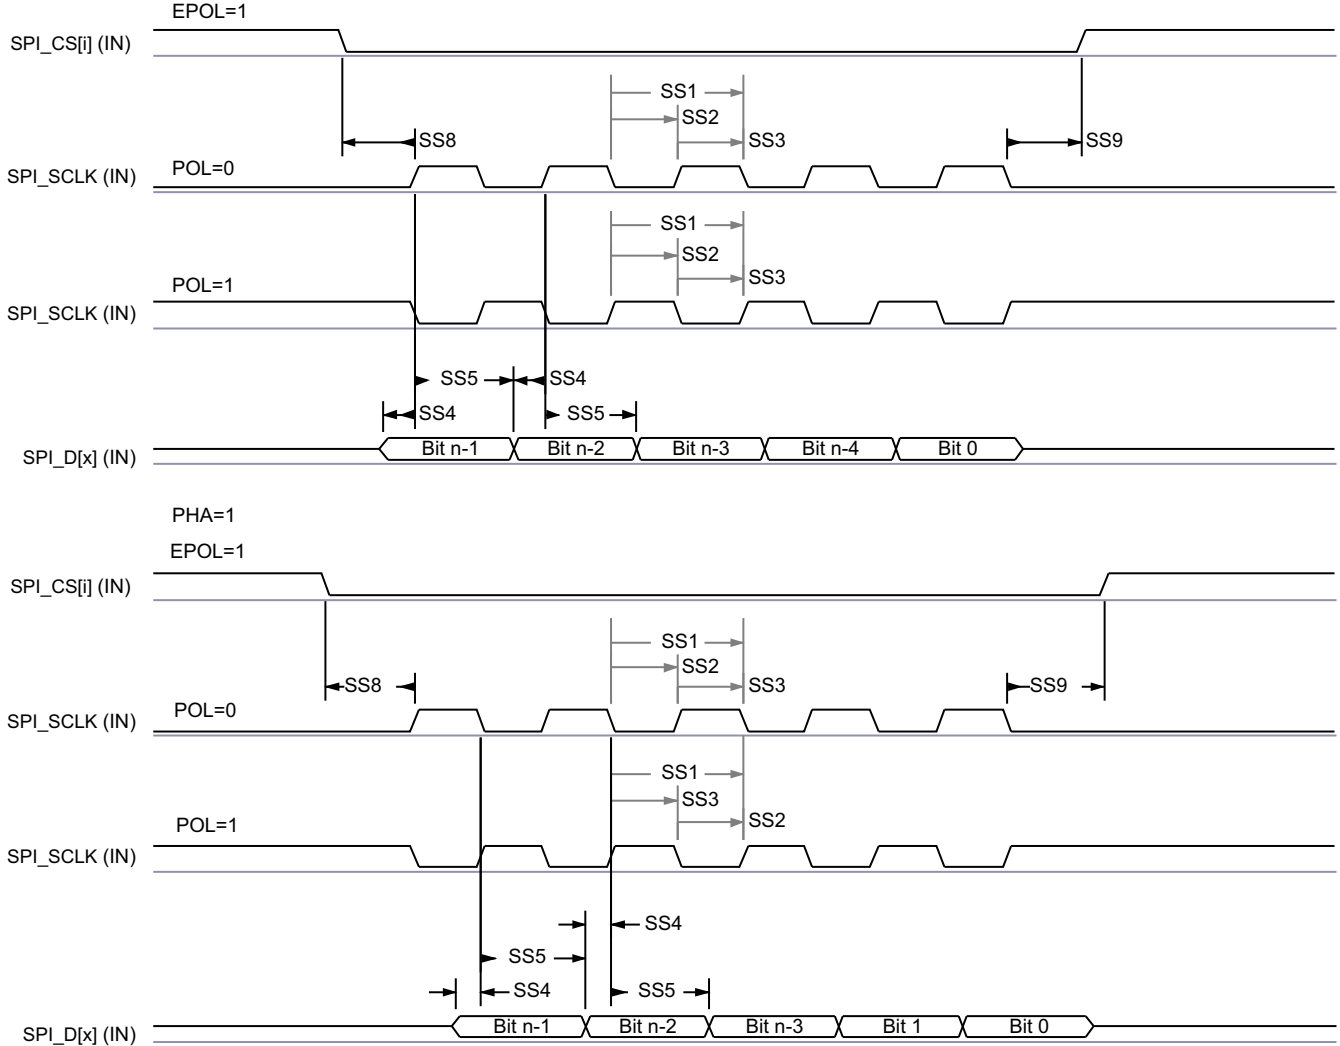 EPOL=1
SPI_CS[i] (IN)
SS1
SS2
SS8
SS3
SS9
POL=0
SPI_SCLK (IN)
SS1
SS2
SS3
POL=1
SPI_SCLK (IN)
SS5
SS4
SS4
SS5
Bit n-1
Bit n-2
Bit n-3
Bit n-4
Bit 0
SPI_D[x] (IN)
PHA=1
EPOL=1
SPI_CS[i] (IN)
SS1
SS2
SS8
SS3
SS9
POL=0
SPI_SCLK (IN)
SS1
SS3
SS2
POL=1
SPI_SCLK (IN)
SS4
SS5
SS4
SS5
Bit n-1
Bit n-2
Bit n-3
Bit 1
Bit 0
SPI_D[x] (IN)